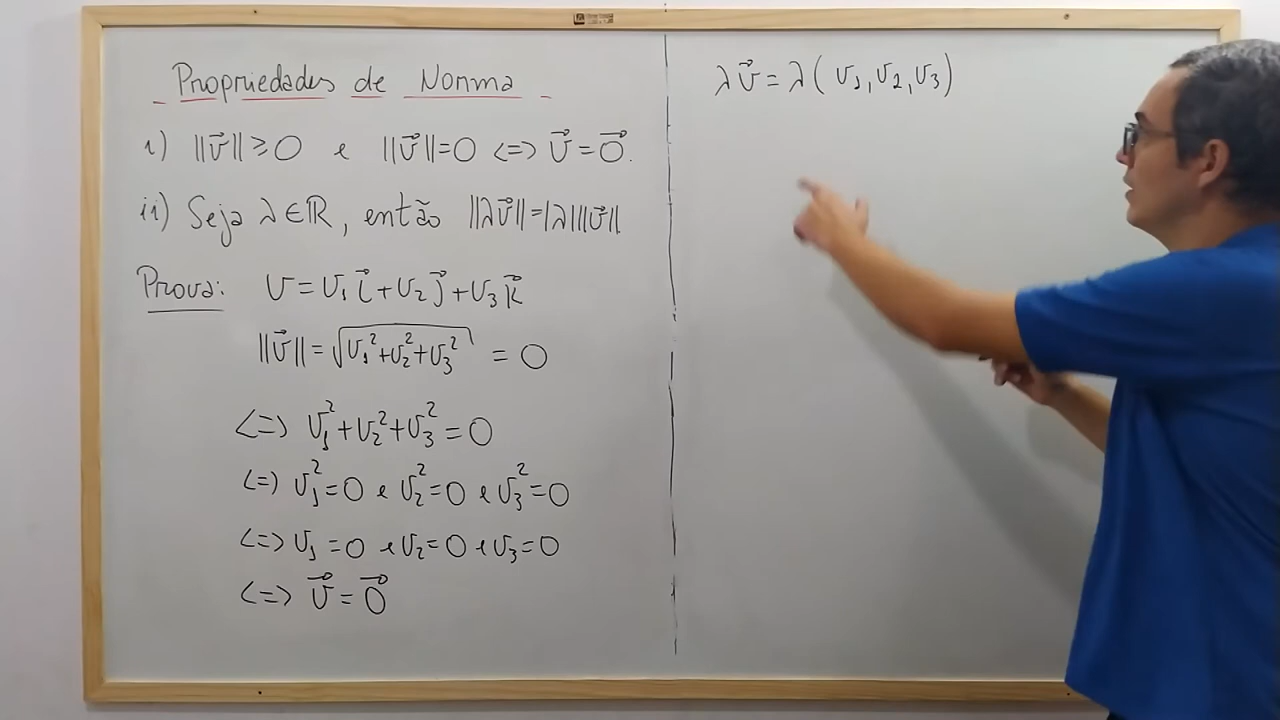 Propriedades de Norma
i) ||v⃗|| ≥ 0 e ||v⃗|| = 0 <=> v⃗ = 0⃗.
ii) Seja λ ∈ ℝ, então ||λv⃗|| = |λ| ||v⃗||
Prova: v = v₁ i⃗ + v₂ j⃗ + v₃ k⃗
||v⃗|| = √(v₁² + v₂² + v₃²) = 0
<=> v₁² + v₂² + v₃² = 0
<=> v₁² = 0 e v₂² = 0 e v₃² = 0
<=> v₁ = 0 e v₂ = 0 e v₃ = 0
<=> v⃗ = 0⃗
λv⃗ = λ(v₁, v₂, v₃)